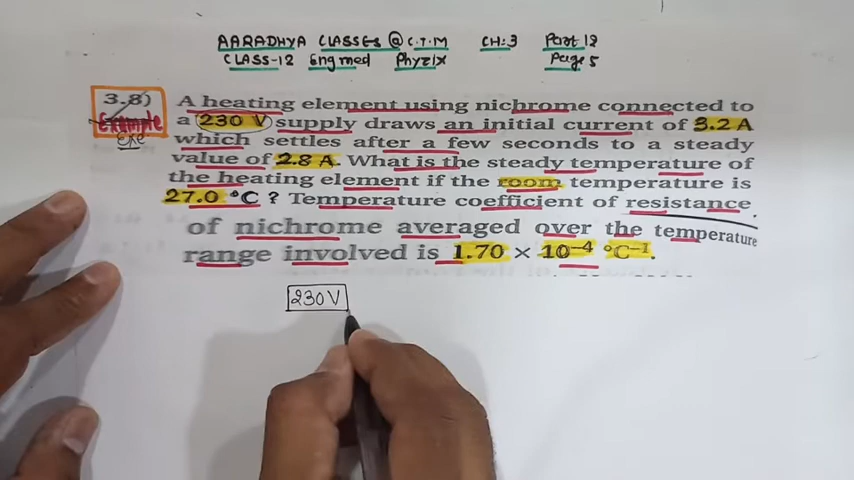 AARADHYA CLASSES @ C.T.M CH:3 Part 12
CLASS-12 Eng med Phyzix Page 5
3.8) A heating element using nichrome connected to
Example a 230 V supply draws an initial current of 3.2 A
Exe which settles after a few seconds to a steady
value of 2.8 A. What is the steady temperature of
the heating element if the room temperature is
27.0 °C ? Temperature coefficient of resistance
of nichrome averaged over the temperature
range involved is 1.70 × 10⁻⁴ °C⁻¹.
230V